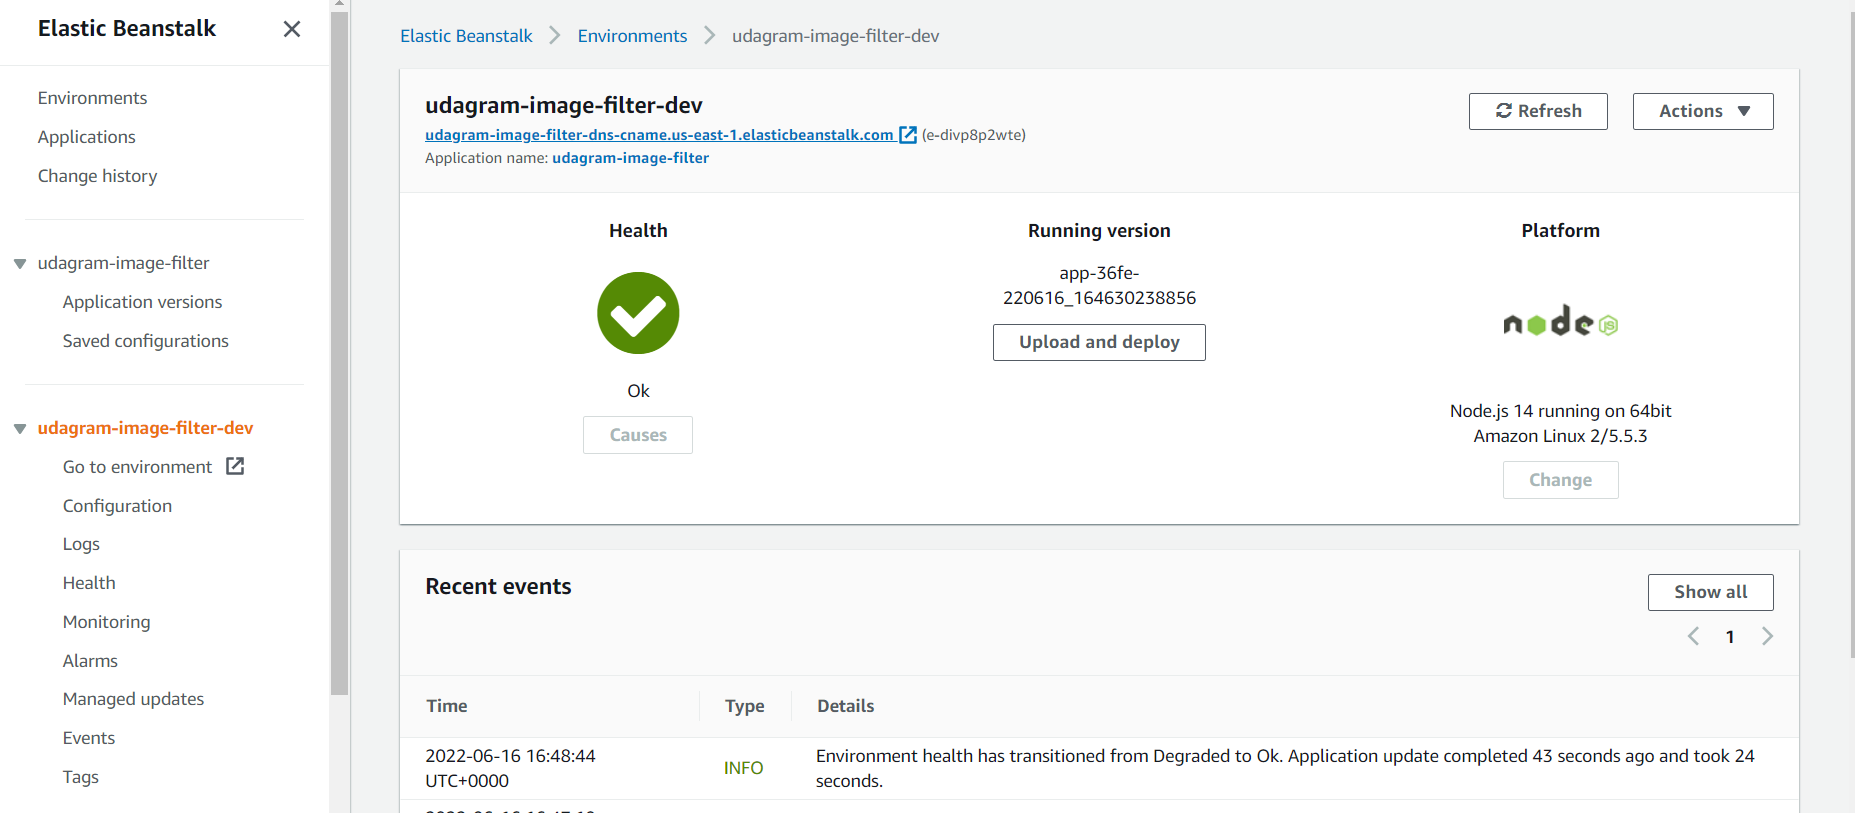 Elastic Beanstalk
Environments
Applications
Change history
udagram-image-filter
Application versions
Saved configurations
udagram-image-filter-dev
Go to environment
Configuration
Logs
Health
Monitoring
Alarms
Managed updates
Events
Tags
Elastic Beanstalk > Environments > udagram-image-filter-dev
udagram-image-filter-dev
udagram-image-filter-dns-cname.us-east-1.elasticbeanstalk.com (e-divp8p2wte)
Application name: udagram-image-filter
Refresh
Actions
Health
Ok
Causes
Running version
app-36fe-
220616_164630238856
Upload and deploy
Platform
node JS
Node.js 14 running on 64bit
Amazon Linux 2/5.5.3
Change
Recent events
Show all
1
Time Type Details
2022-06-16 16:48:44
UTC+0000
INFO
Environment health has transitioned from Degraded to Ok. Application update completed 43 seconds ago and took 24
seconds.